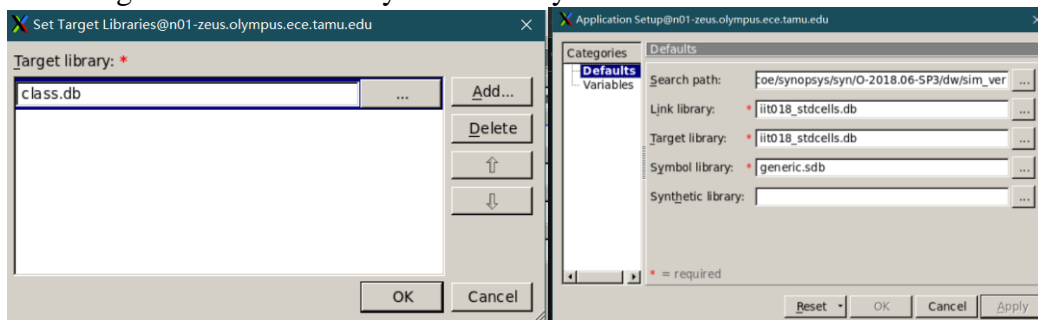 Set Target Libraries@n01-zeus.olympus.ece.tamu.edu
Target library: *
class.db
...
Add...
Delete
OK
Cancel
Application Setup@n01-zeus.olympus.ece.tamu.edu
Categories
Defaults
Variables
Defaults
Search path:
coe/synopsys/syn/O-2018.06-SP3/dw/sim_ver
...
Link library: *
iit018_stdcells.db
...
Target library: *
iit018_stdcells.db
...
Symbol library: *
generic.sdb
...
Synthetic library:
...
* = required
Reset
OK
Cancel
Apply